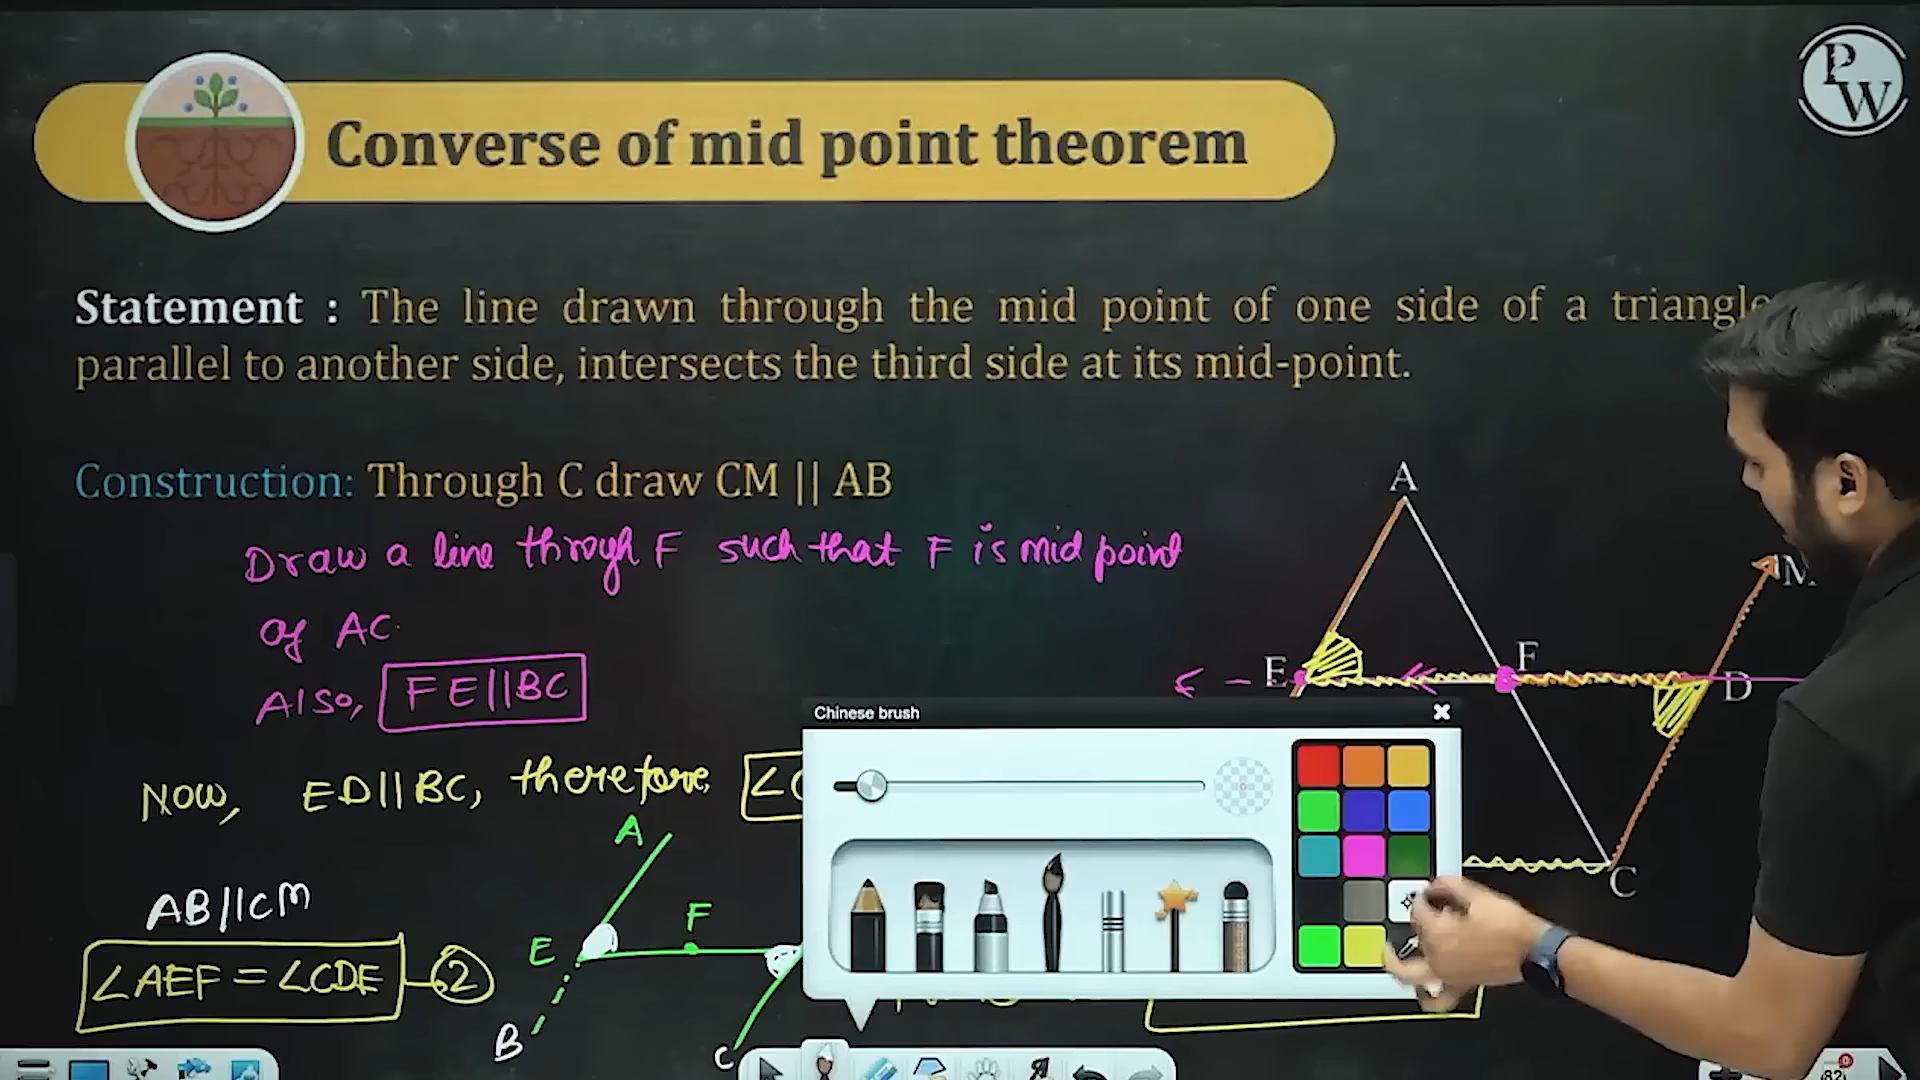 PW
Converse of mid point theorem
Statement : The line drawn through the mid point of one side of a triangle
parallel to another side, intersects the third side at its mid-point.
Construction: Through C draw CM || AB
Draw a line throygh F such that F is mid point
of AC
Also, FE||BC
Now, ED||BC, therefore,
AB||CM
∠AEF = ∠CDE - 2
A
E
F
B
C
A
M
E
F
D
C
Chinese brush
82